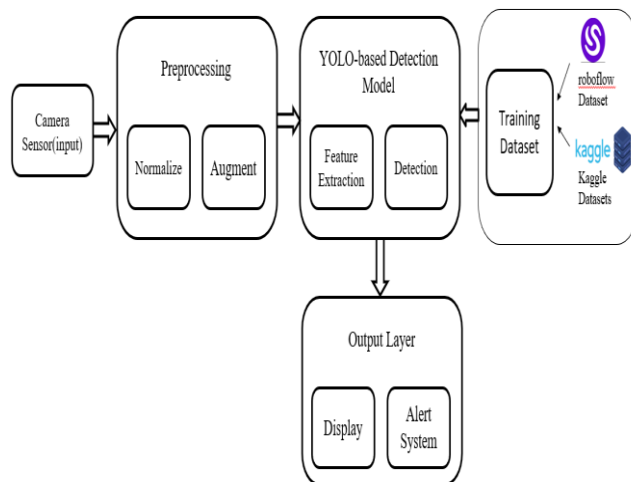 Camera
Sensor(input)
Preprocessing
Normalize
Augment
YOLO-based Detection
Model
Feature
Extraction
Detection
Training
Dataset
roboflow
Dataset
kaggle
Kaggle
Datasets
Output Layer
Display
Alert
System